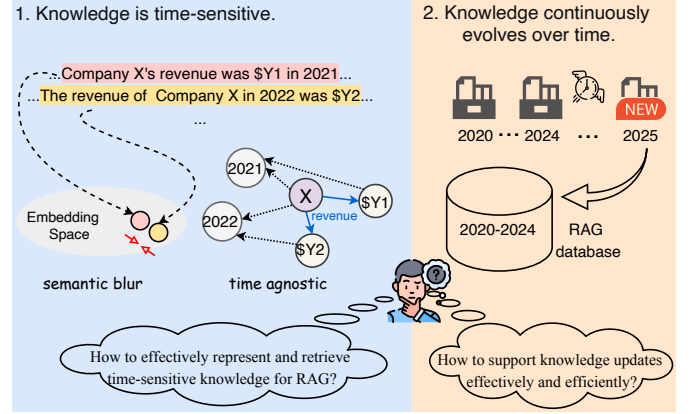 1. Knowledge is time-sensitive.
...Company X's revenue was $Y1 in 2021...
...The revenue of Company X in 2022 was $Y2...
...
Embedding
Space
semantic blur
2021
2022
X
revenue
$Y1
$Y2
time agnostic
How to effectively represent and retrieve
time-sensitive knowledge for RAG?
2. Knowledge continuously
evolves over time.
NEW
2020 ... 2024 ... 2025
2020-2024
RAG
database
?
How to support knowledge updates
effectively and efficiently?